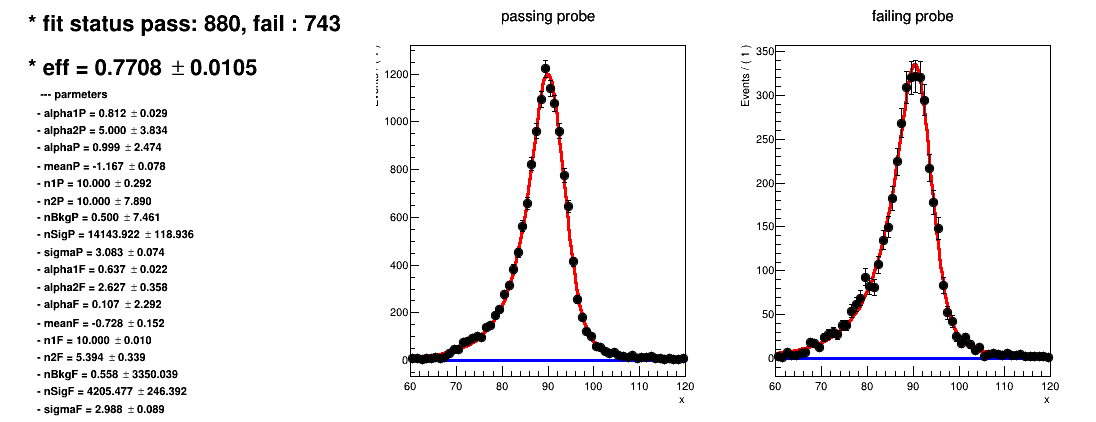 * fit status pass: 880, fail : 743
* eff = 0.7708 ± 0.0105
--- parmeters
- alpha1P = 0.812 ± 0.029
- alpha2P = 5.000 ± 3.834
- alphaP = 0.999 ± 2.474
- meanP = -1.167 ± 0.078
- n1P = 10.000 ± 0.292
- n2P = 10.000 ± 7.890
- nBkgP = 0.500 ± 7.461
- nSigP = 14143.922 ± 118.936
- sigmaP = 3.083 ± 0.074
- alpha1F = 0.637 ± 0.022
- alpha2F = 2.627 ± 0.358
- alphaF = 0.107 ± 2.292
- meanF = -0.728 ± 0.152
- n1F = 10.000 ± 0.010
- n2F = 5.394 ± 0.339
- nBkgF = 0.558 ± 3350.039
- nSigF = 4205.477 ± 246.392
- sigmaF = 2.988 ± 0.089
passing probe
1200
1000
800
600
400
200
0
60 70 80 90 100 110 120
x
failing probe
Events / ( 1 )
350
300
250
200
150
100
50
0
60 70 80 90 100 110 120
x